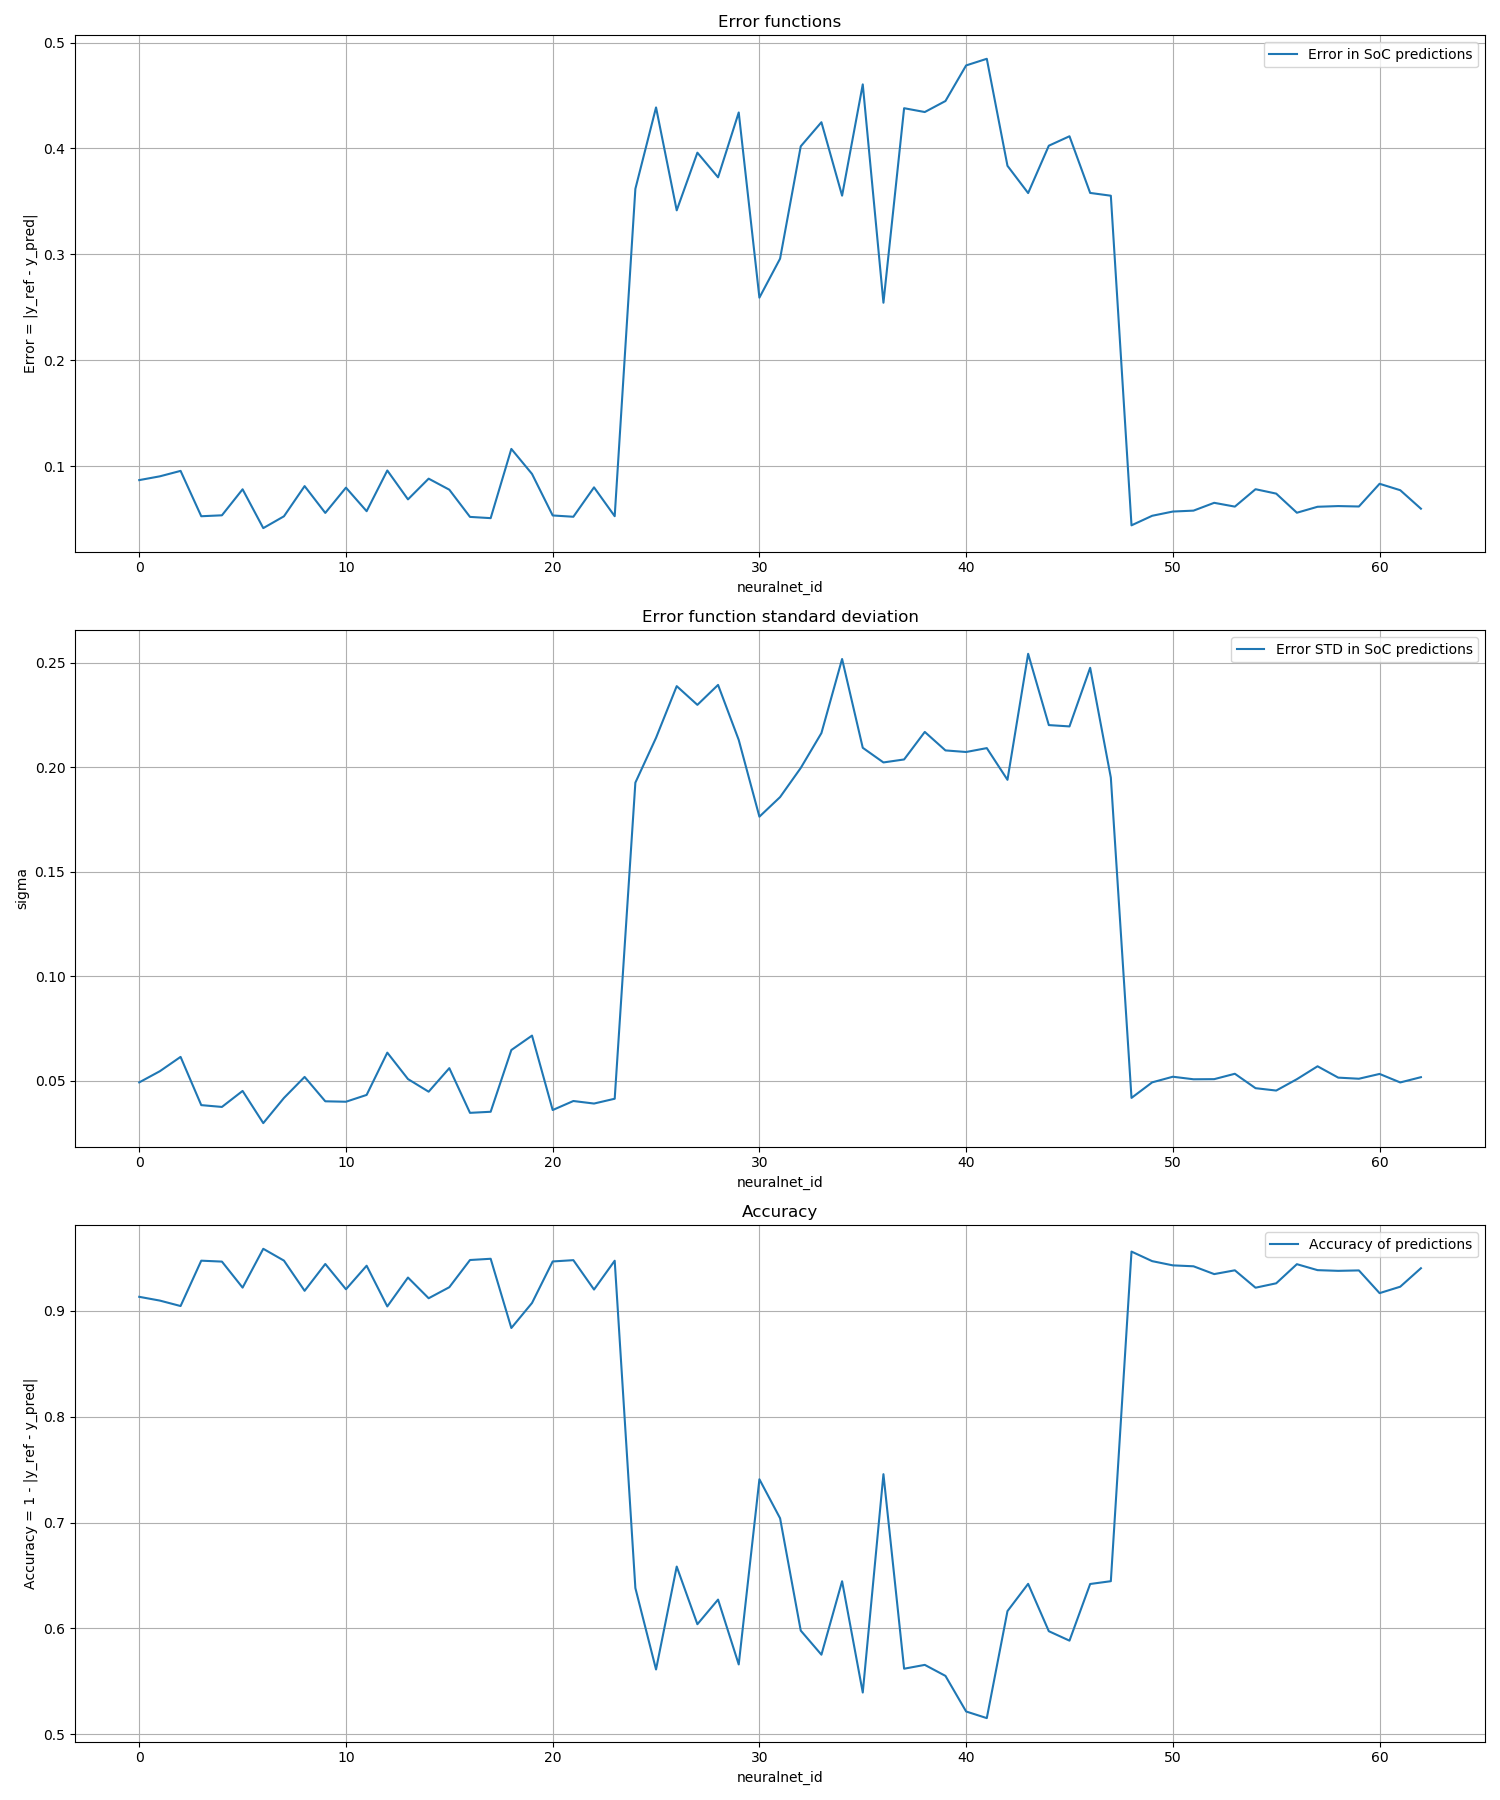 Error functions
Error in SoC predictions
0.5
0.4
0.3
0.2
0.1
Error = |y_ref - y_pred|
0 10 20 30 40 50 60
neuralnet_id
Error function standard deviation
Error STD in SoC predictions
0.25
0.20
0.15
0.10
0.05
sigma
0 10 20 30 40 50 60
neuralnet_id
Accuracy
Accuracy of predictions
0.9
0.8
0.7
0.6
0.5
Accuracy = 1 - |y_ref - y_pred|
0 10 20 30 40 50 60
neuralnet_id